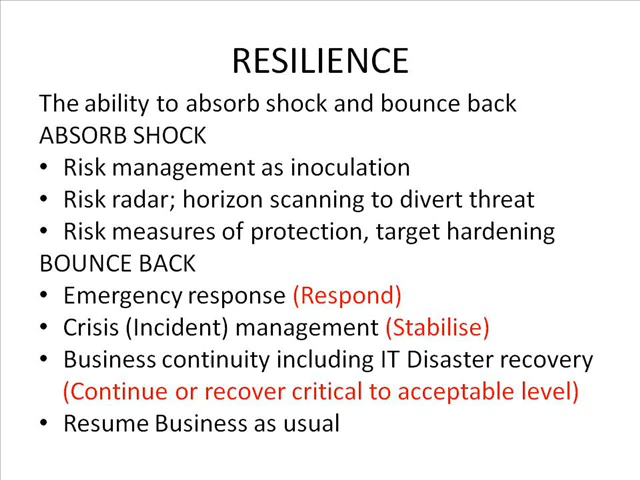 RESILIENCE
The ability to absorb shock and bounce back
ABSORB SHOCK
• Risk management as inoculation
• Risk radar; horizon scanning to divert threat
• Risk measures of protection, target hardening
BOUNCE BACK
• Emergency response (Respond)
• Crisis (Incident) management (Stabilise)
• Business continuity including IT Disaster recovery
(Continue or recover critical to acceptable level)
• Resume Business as usual